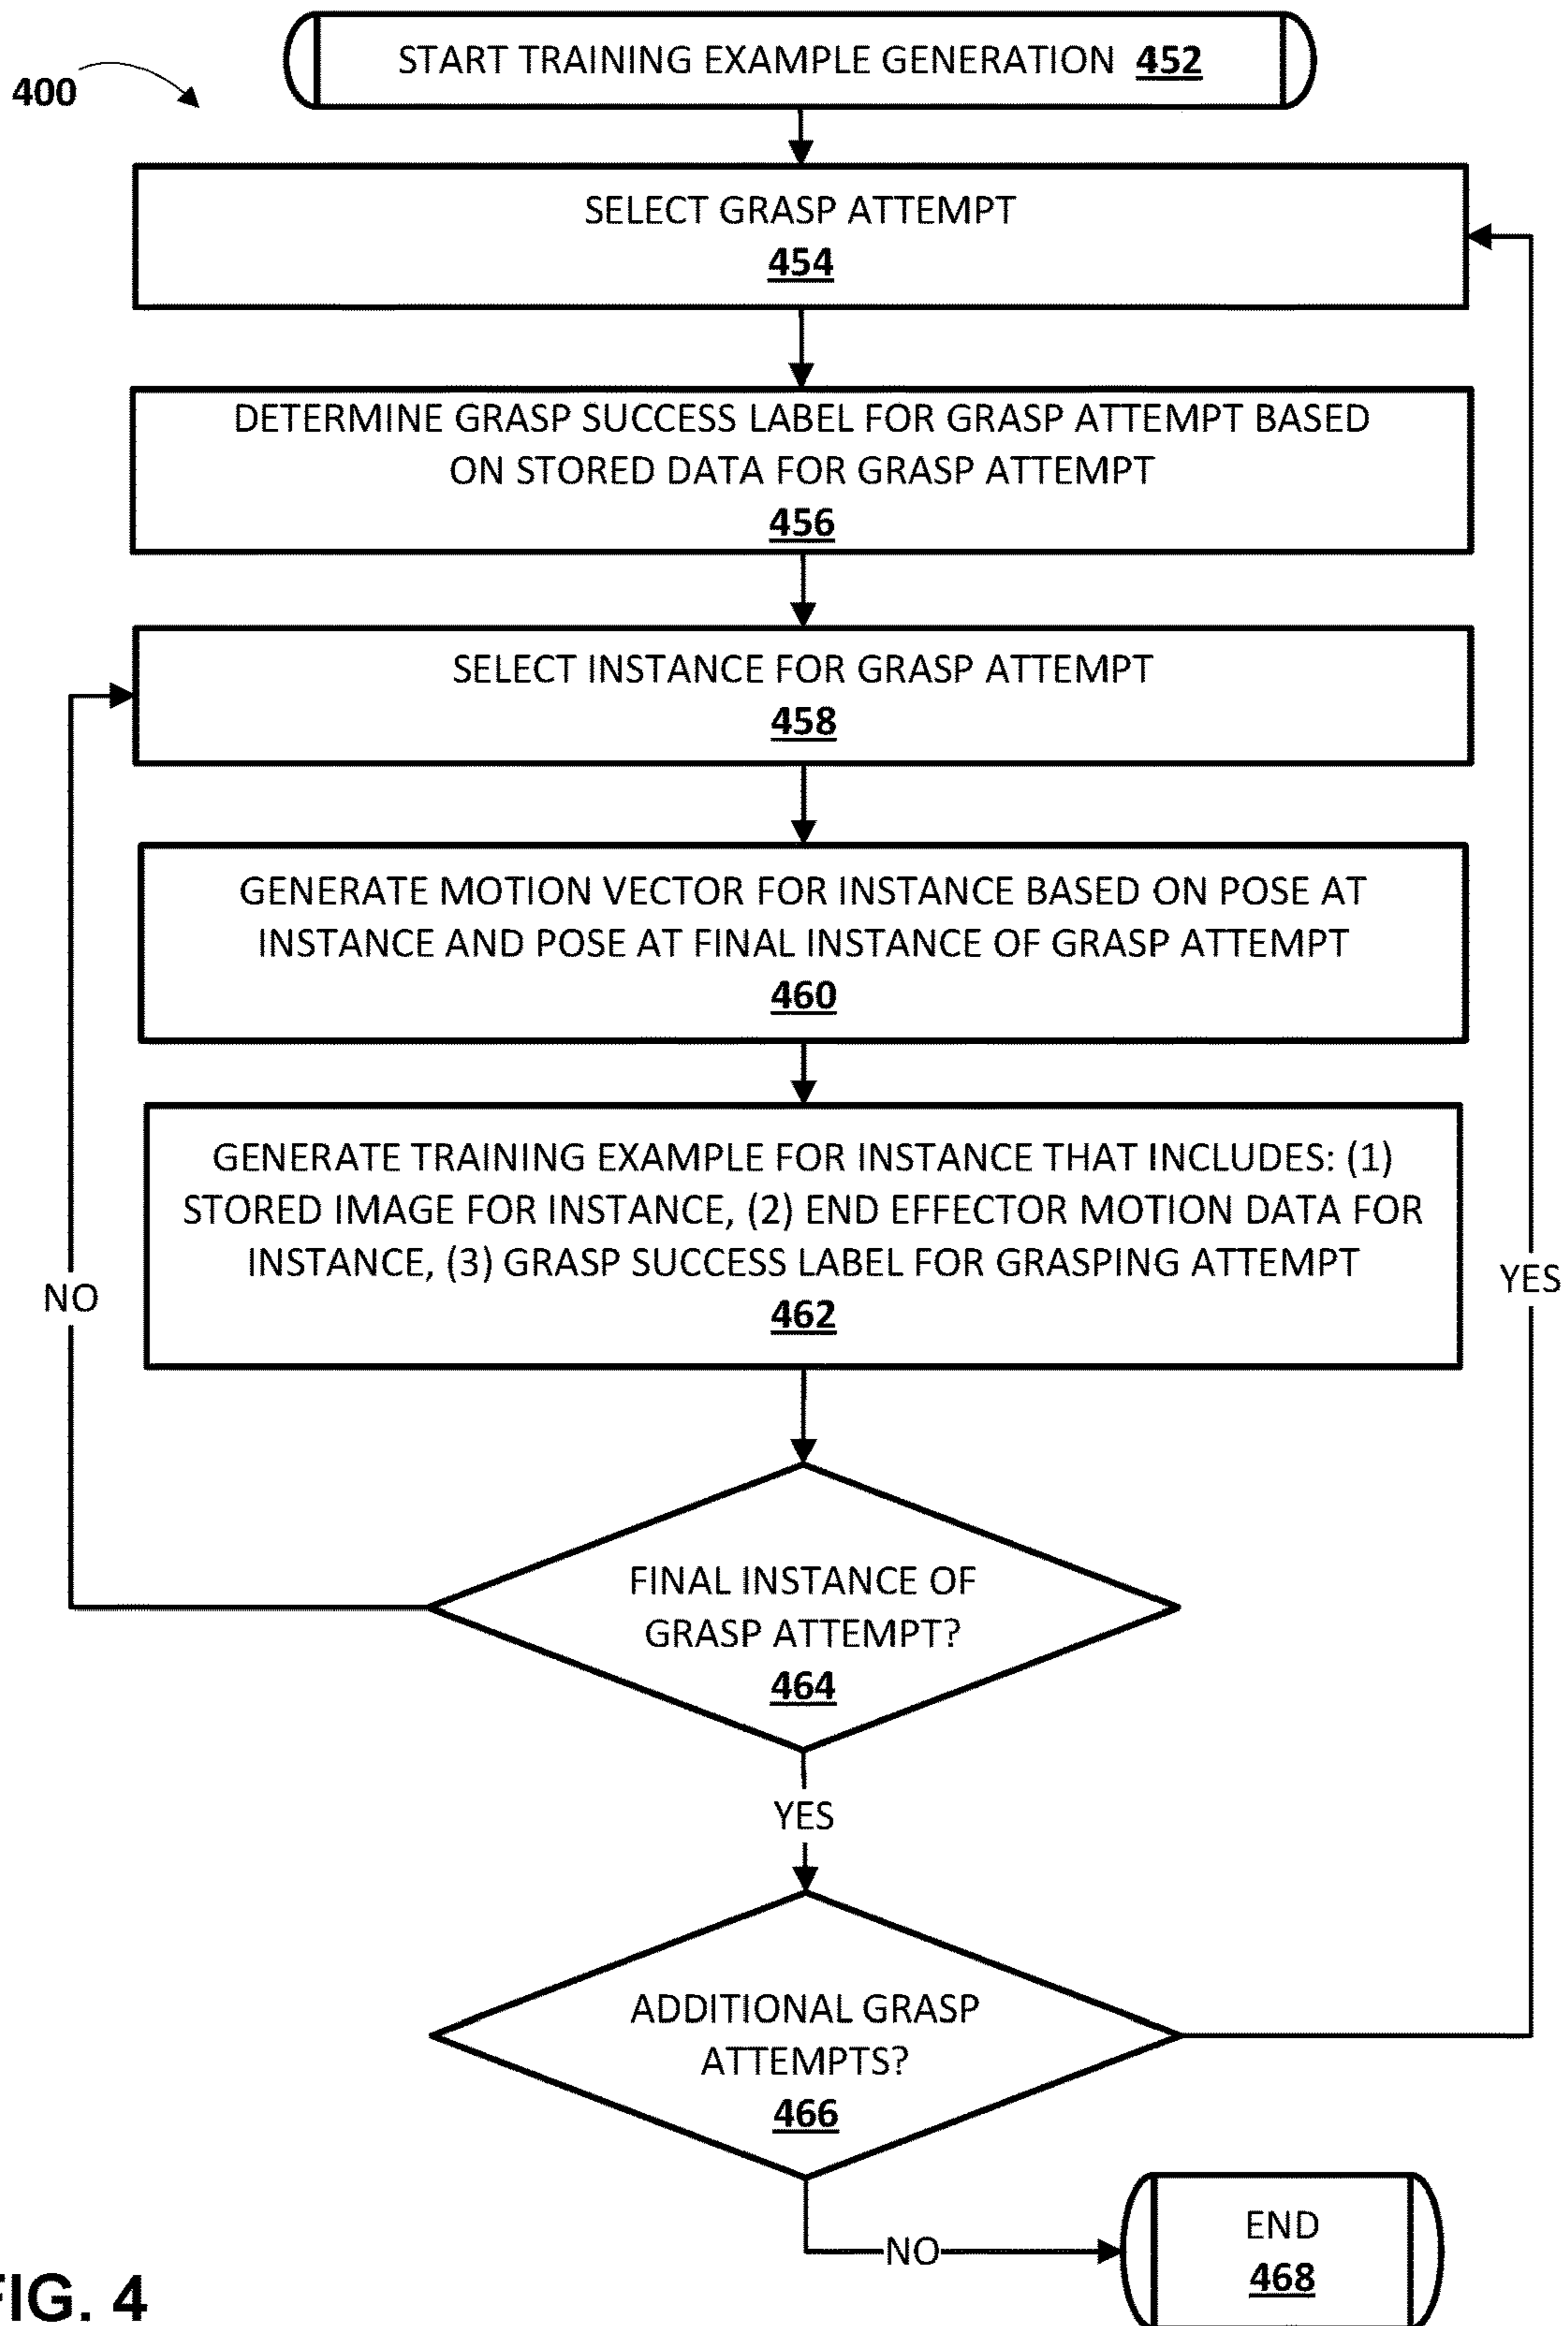 400
START TRAINING EXAMPLE GENERATION 452
SELECT GRASP ATTEMPT
454
DETERMINE GRASP SUCCESS LABEL FOR GRASP ATTEMPT BASED
ON STORED DATA FOR GRASP ATTEMPT
456
SELECT INSTANCE FOR GRASP ATTEMPT
458
GENERATE MOTION VECTOR FOR INSTANCE BASED ON POSE AT
INSTANCE AND POSE AT FINAL INSTANCE OF GRASP ATTEMPT
460
GENERATE TRAINING EXAMPLE FOR INSTANCE THAT INCLUDES: (1)
STORED IMAGE FOR INSTANCE, (2) END EFFECTOR MOTION DATA FOR
INSTANCE, (3) GRASP SUCCESS LABEL FOR GRASPING ATTEMPT
462
NO
YES
FINAL INSTANCE OF
GRASP ATTEMPT?
464
YES
ADDITIONAL GRASP
ATTEMPTS?
466
NO
END
468
FIG. 4